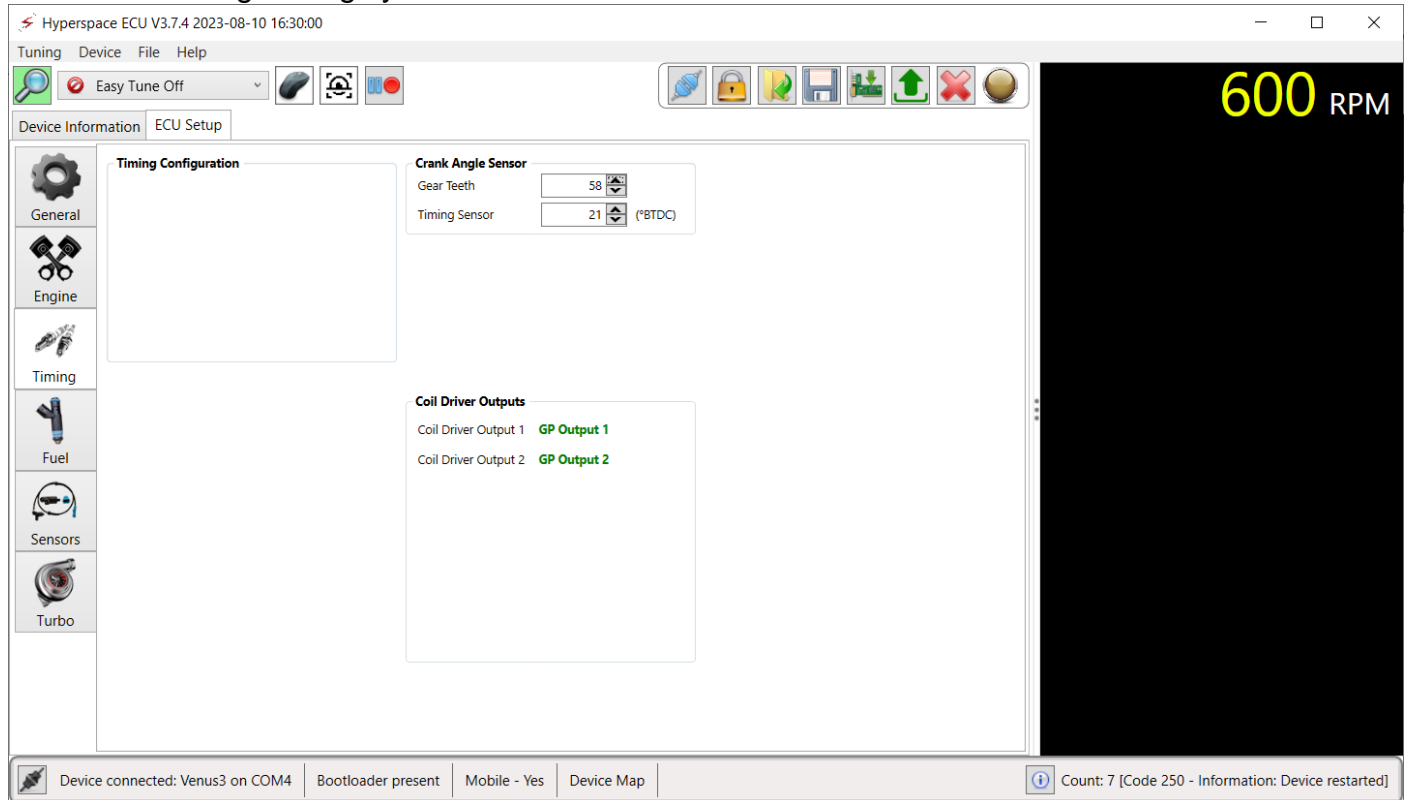 Hyperspace ECU V3.7.4 2023-08-10 16:30:00
Tuning Device File Help
Easy Tune Off
600 RPM
Device Information ECU Setup
General
Engine
Timing
Fuel
Sensors
Turbo
Timing Configuration
Crank Angle Sensor
Gear Teeth 58
Timing Sensor 21 (°BTDC)
Coil Driver Outputs
Coil Driver Output 1 GP Output 1
Coil Driver Output 2 GP Output 2
Device connected: Venus3 on COM4 Bootloader present Mobile - Yes Device Map Count: 7 [Code 250 - Information: Device restarted]